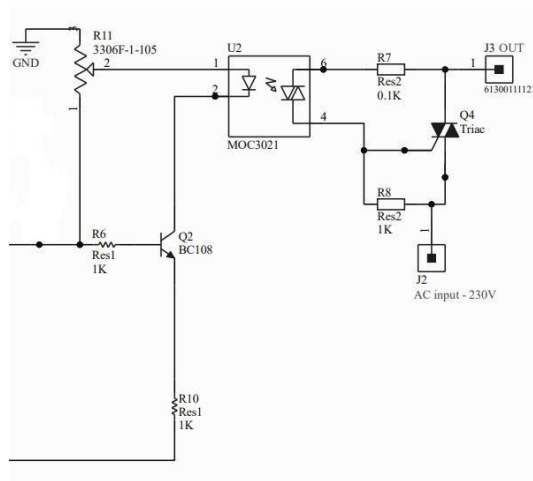 3
R11
3306F-1-105
GND
2
1
U2
1
2
6
4
MOC3021
R7
Res2
0.1K
1
J3 OUT
61300111121
Q4
Triac
R8
Res2
1K
1
J2
AC input - 230V
R6
Res1
1K
Q2
BC108
R10
Res1
1K